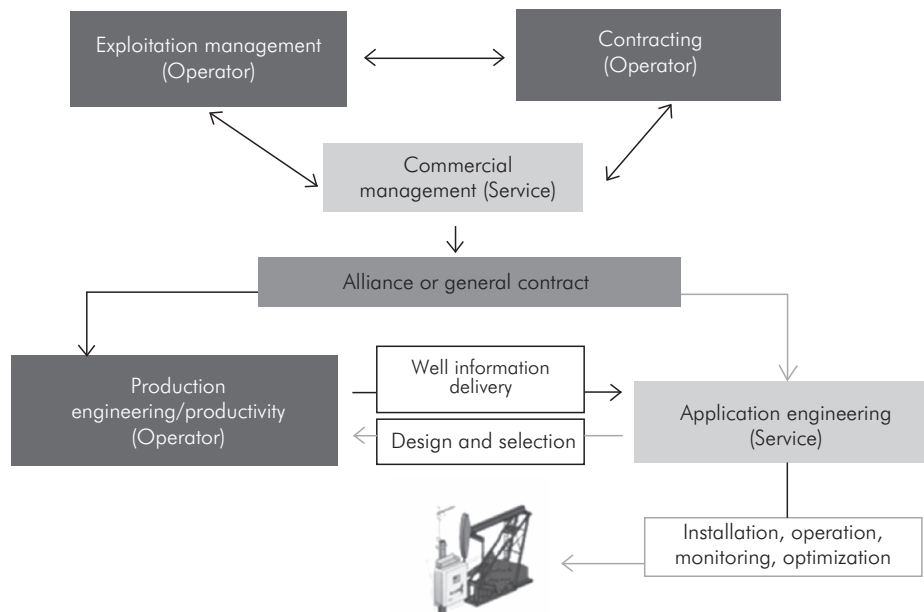 Exploitation management
(Operator)
Contracting
(Operator)
Commercial
management (Service)
Alliance or general contract
Production
engineering/productivity
(Operator)
Well information
delivery
Design and selection
Application engineering
(Service)
Installation, operation,
monitoring, optimization